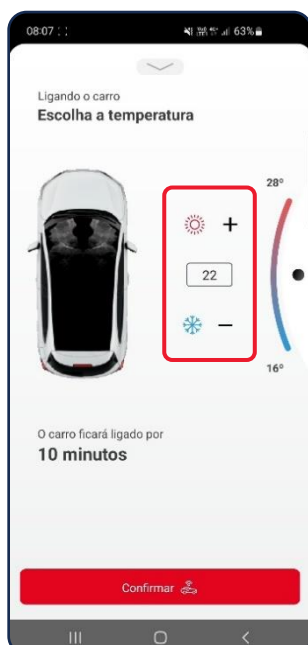 08:07
63%
Ligando o carro
Escolha a temperatura
28°
+
22
−
16°
O carro ficará ligado por
10 minutos
Confirmar